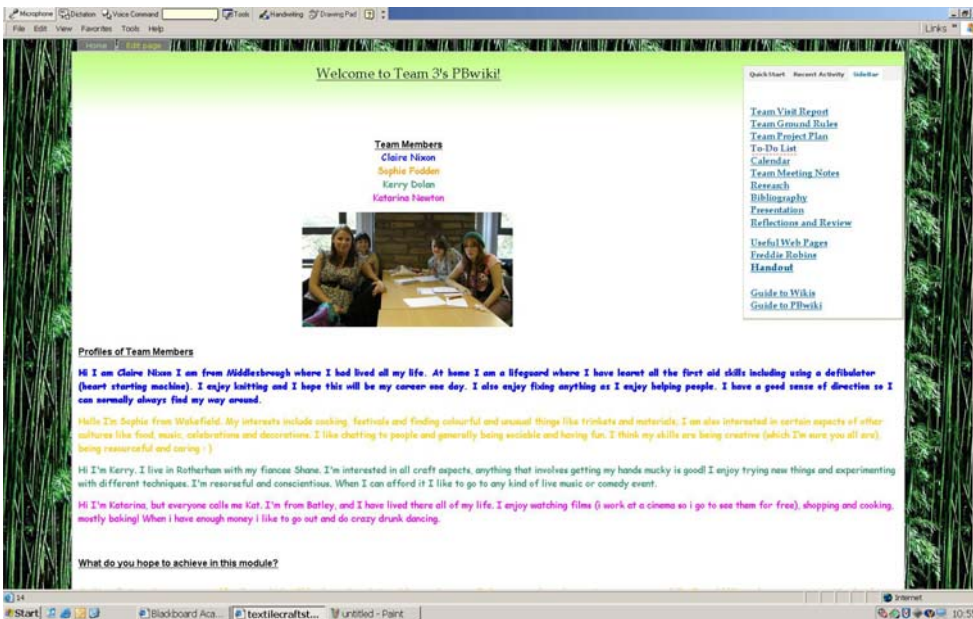 Microphone Dictation Voice Command Tools Handwriting Drawing Pad
File Edit View Favorites Tools Help Links
Home Edit page
Welcome to Team 3's PBwiki!
QuickStart Recent Activity SideBar
Team Visit Report
Team Ground Rules
Team Project Plan
To-Do List
Calendar
Team Meeting Notes
Research
Bibliography
Presentation
Reflections and Review
Useful Web Pages
Freddie Robins
Handout
Guide to Wikis
Guide to PBwiki
Team Members
Claire Nixon
Sophie Fodden
Kerry Dolan
Katarina Newton
Profiles of Team Members
Hi I am Claire Nixon I am from Middlesbrough where I had lived all my life. At home I am a lifeguard where I have learnt all the first aid skills including using a defibulator
(heart starting machine). I enjoy knitting and I hope this will be my career one day. I also enjoy fixing anything as I enjoy helping people. I have a good sense of direction so I
can normally always find my way around.
Hello I'm Sophie from Wakefield. My interests include cooking, festivals and finding colourful and unusual things like trinkets and materials, I am also interested in certain aspects of other
cultures like food, music, celebrations and decorations. I like chatting to people and generally being sociable and having fun. I think my skills are being creative (which I'm sure you all are),
being resourceful and caring : )
Hi I'm Kerry. I live in Rotherham with my fiancee Shane. I'm interested in all craft aspects, anything that involves getting my hands mucky is good! I enjoy trying new things and experimenting
with different techniques. I'm resorseful and conscientious. When I can afford it I like to go to any kind of live music or comedy event.
Hi I'm Katarina, but everyone calls me Kat. I'm from Batley, and I have lived there all of my life. I enjoy watching films (i work at a cinema so i go to see them for free), shopping and cooking,
mostly baking! When i have enough money i like to go out and do crazy drunk dancing.
What do you hope to achieve in this module?
14 Internet
Start Blackboard Aca... textilecraftst... untitled - Paint